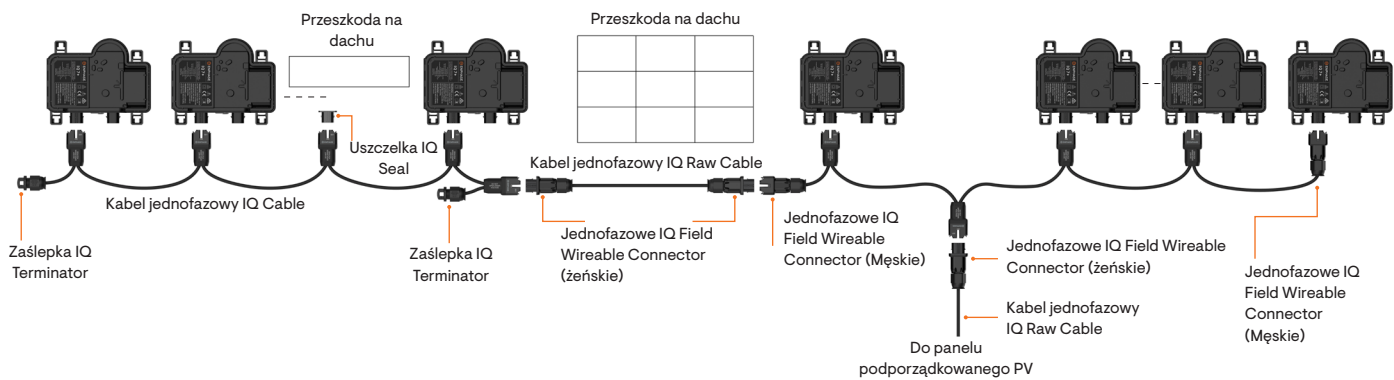 Przeszkoda na
dachu
Przeszkoda na dachu
Uszczelka IQ
Seal
Kabel jednofazowy IQ Raw Cable
Kabel jednofazowy IQ Cable
Zaślepka IQ
Terminator
Zaślepka IQ
Terminator
Jednofazowe IQ Field
Wireable Connector
(żeńskie)
Jednofazowe IQ
Field Wireable
Connector (Męskie)
Jednofazowe IQ Field Wireable
Connector (żeńskie)
Kabel jednofazowy
IQ Raw Cable
Do panelu
podporządkowanego PV
Jednofazowe IQ
Field Wireable
Connector
(Męskie)